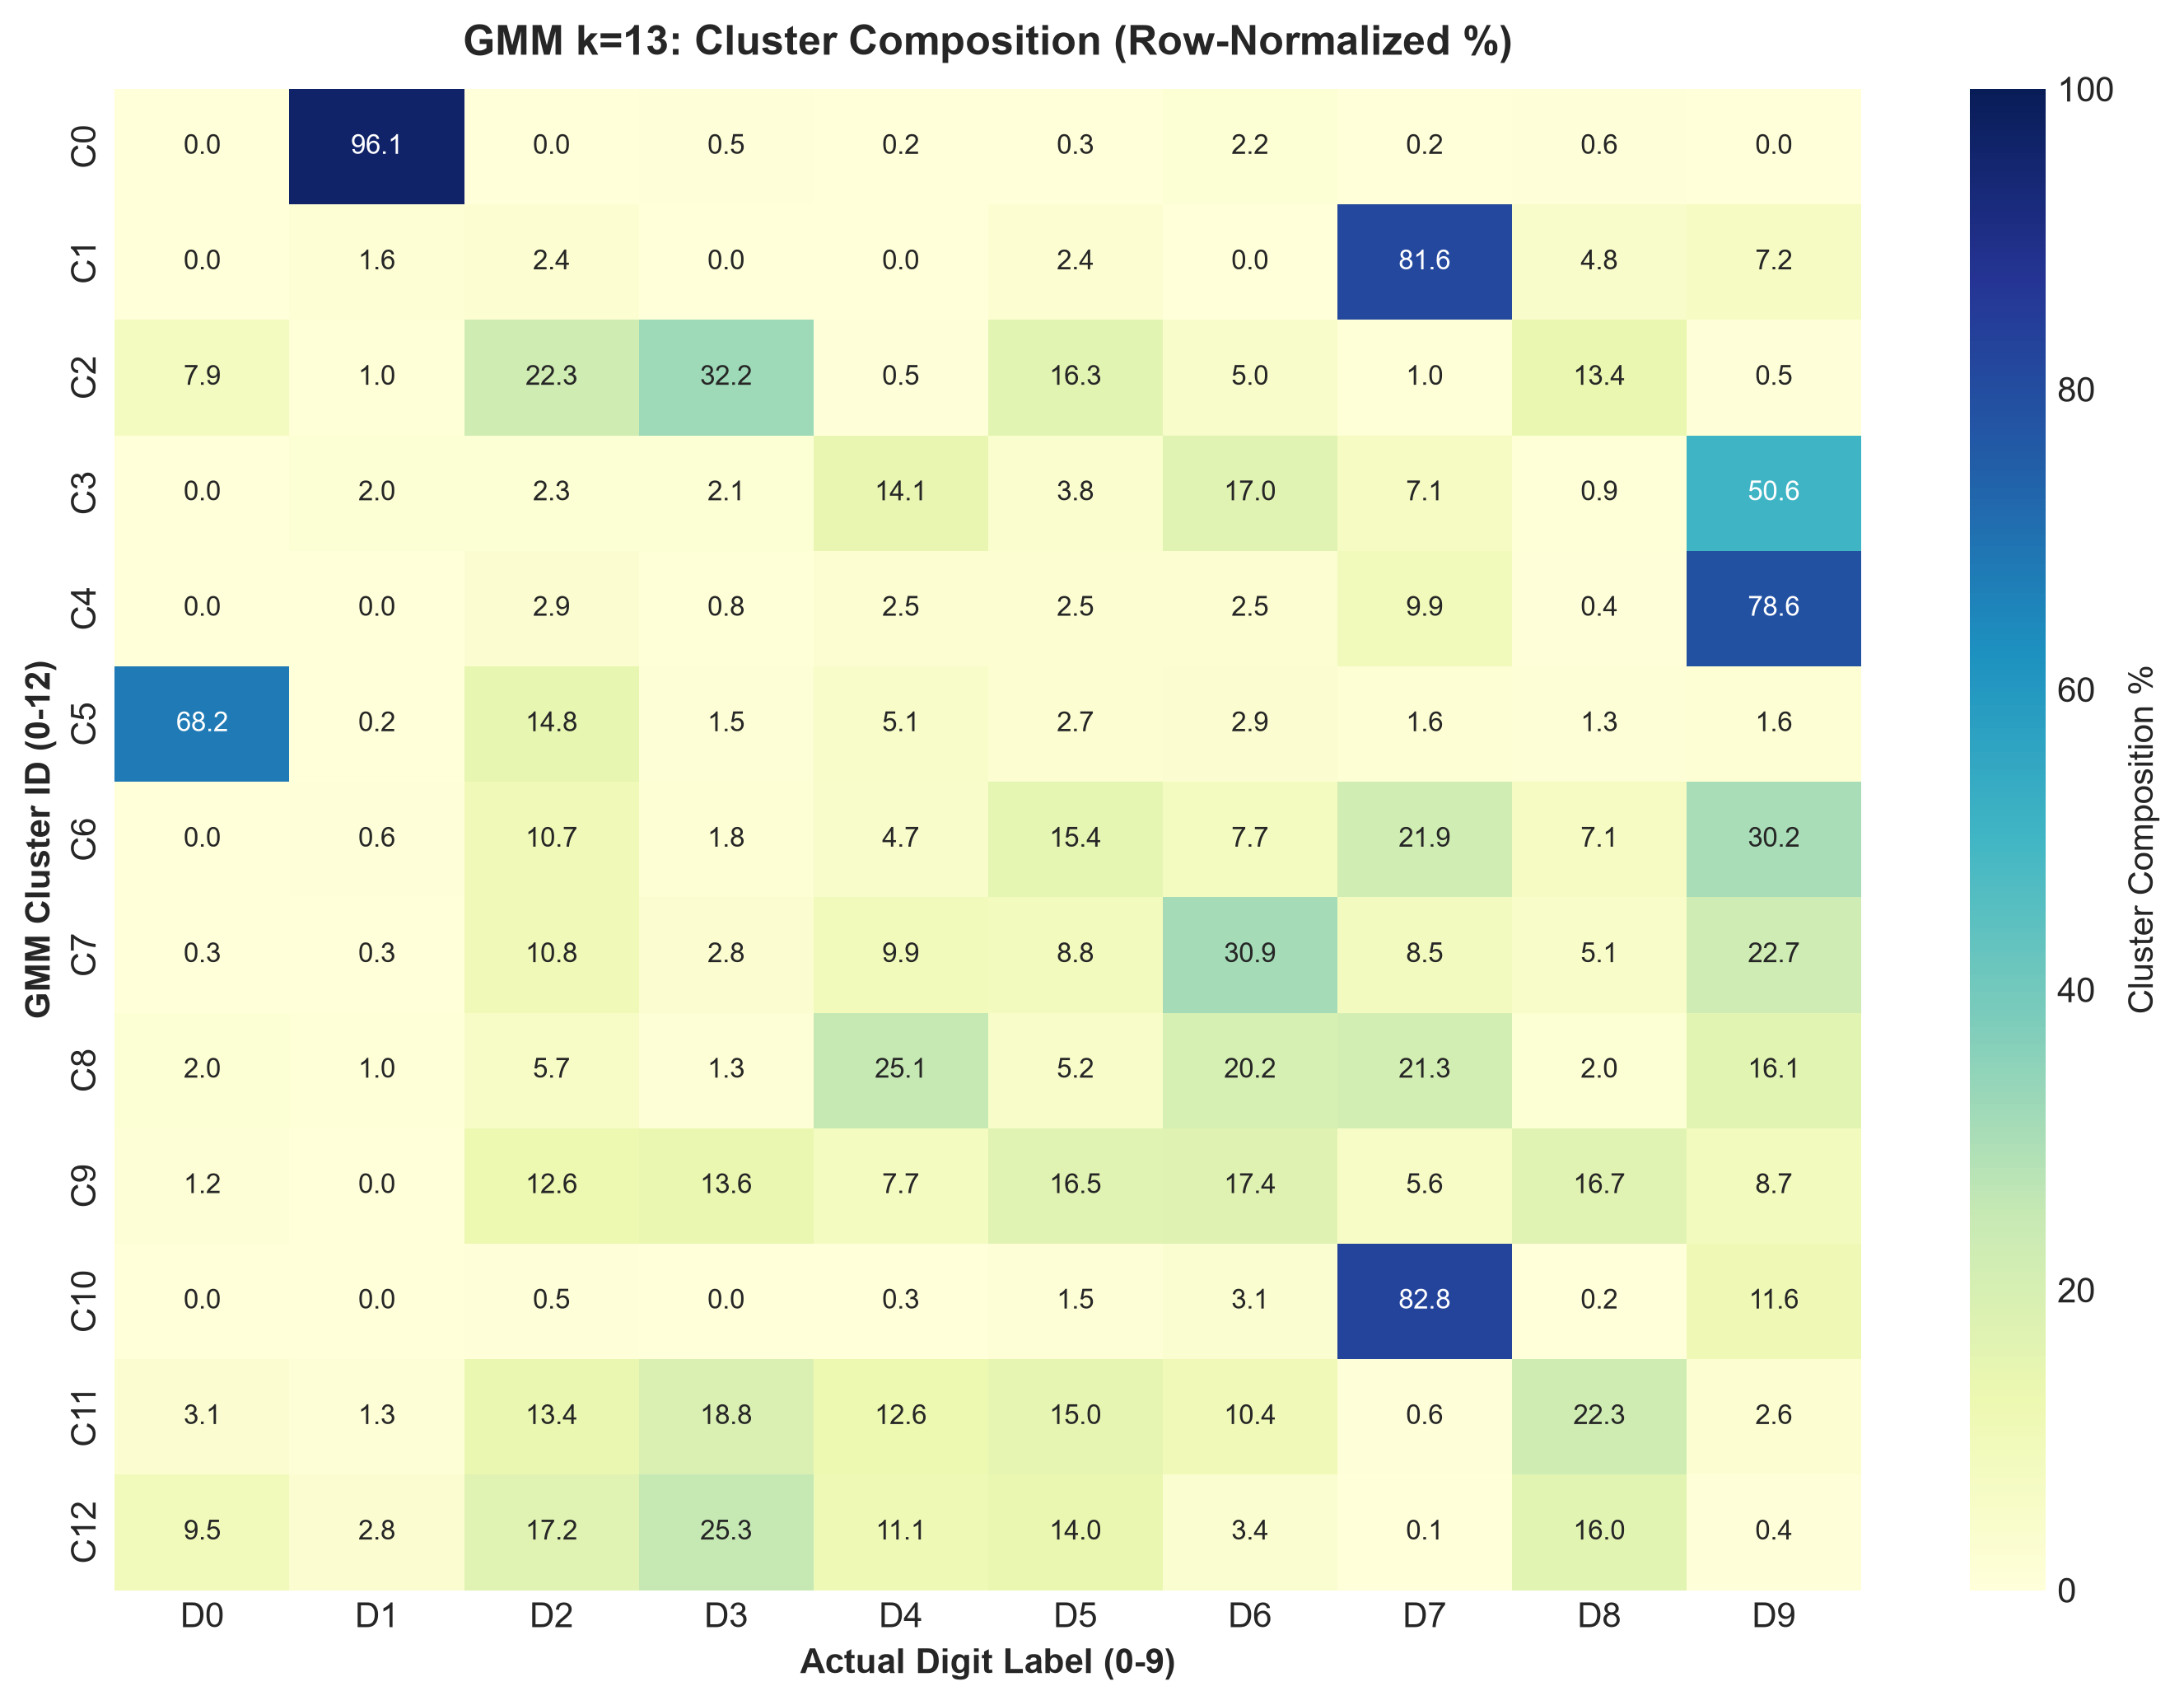 GMM k=13: Cluster Composition (Row-Normalized %)
C0 0.0 96.1 0.0 0.5 0.2 0.3 2.2 0.2 0.6 0.0
C1 0.0 1.6 2.4 0.0 0.0 2.4 0.0 81.6 4.8 7.2
C2 7.9 1.0 22.3 32.2 0.5 16.3 5.0 1.0 13.4 0.5
C3 0.0 2.0 2.3 2.1 14.1 3.8 17.0 7.1 0.9 50.6
C4 0.0 0.0 2.9 0.8 2.5 2.5 2.5 9.9 0.4 78.6
C5 68.2 0.2 14.8 1.5 5.1 2.7 2.9 1.6 1.3 1.6
C6 0.0 0.6 10.7 1.8 4.7 15.4 7.7 21.9 7.1 30.2
C7 0.3 0.3 10.8 2.8 9.9 8.8 30.9 8.5 5.1 22.7
C8 2.0 1.0 5.7 1.3 25.1 5.2 20.2 21.3 2.0 16.1
C9 1.2 0.0 12.6 13.6 7.7 16.5 17.4 5.6 16.7 8.7
C10 0.0 0.0 0.5 0.0 0.3 1.5 3.1 82.8 0.2 11.6
C11 3.1 1.3 13.4 18.8 12.6 15.0 10.4 0.6 22.3 2.6
C12 9.5 2.8 17.2 25.3 11.1 14.0 3.4 0.1 16.0 0.4
D0 D1 D2 D3 D4 D5 D6 D7 D8 D9
Actual Digit Label (0-9)
GMM Cluster ID (0-12)
100
80
60
40
20
0
Cluster Composition %